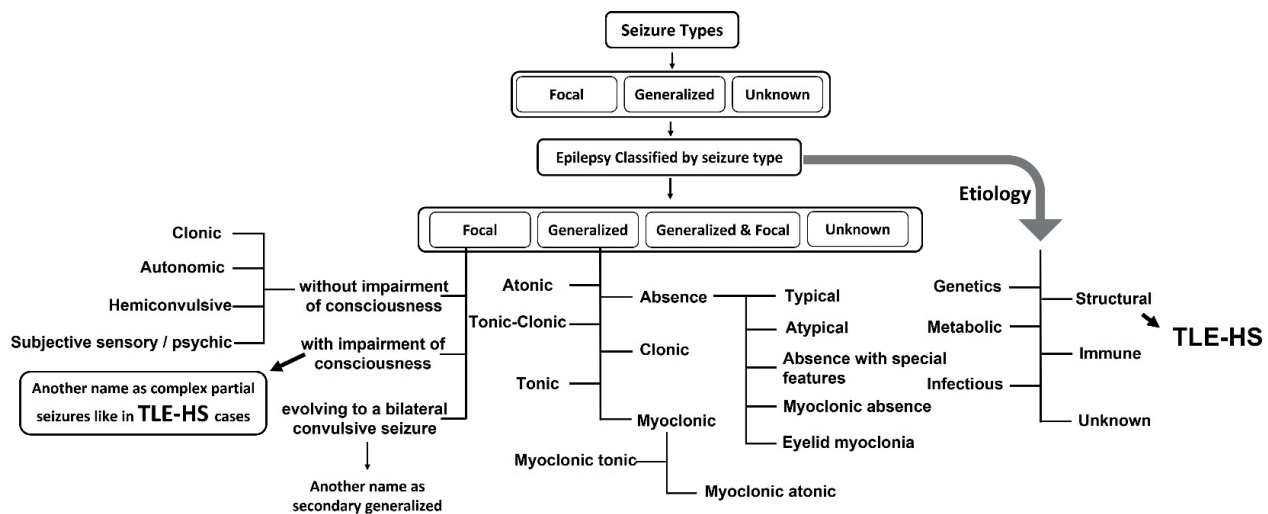 Seizure Types
Focal
Generalized
Unknown
Epilepsy Classified by seizure type
Etiology
Focal
Generalized
Generalized & Focal
Unknown
Clonic
Autonomic
Hemiconvulsive
Subjective sensory / psychic
without impairment
of consciousness
with impairment of
consciousness
Another name as complex partial
seizures like in TLE-HS cases
evolving to a bilateral
convulsive seizure
Another name as
secondary generalized
Atonic
Tonic-Clonic
Tonic
Absence
Clonic
Myoclonic
Myoclonic tonic
Myoclonic atonic
Typical
Atypical
Absence with special
features
Myoclonic absence
Eyelid myoclonia
Genetics
Metabolic
Infectious
Structural
Immune
Unknown
TLE-HS